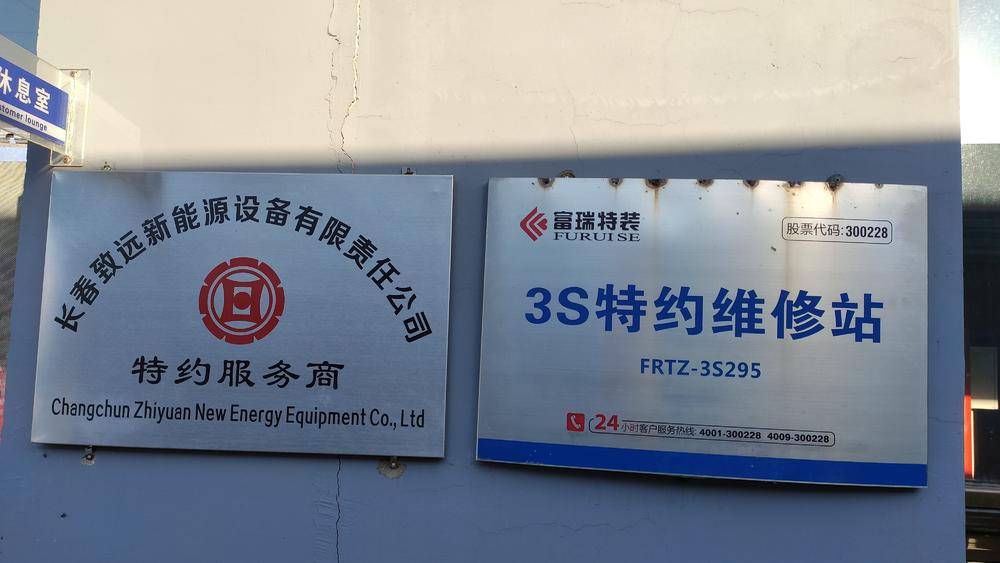 休息室
stomer lounge
长春致远新能源设备有限责任公司
特约服务商
Changchun Zhiyuan New Energy Equipment Co., Ltd
富瑞特装
FURUISE
股票代码:300228
3S特约维修站
FRTZ-3S295
24小时客户服务热线: 4001-300228 4009-300228